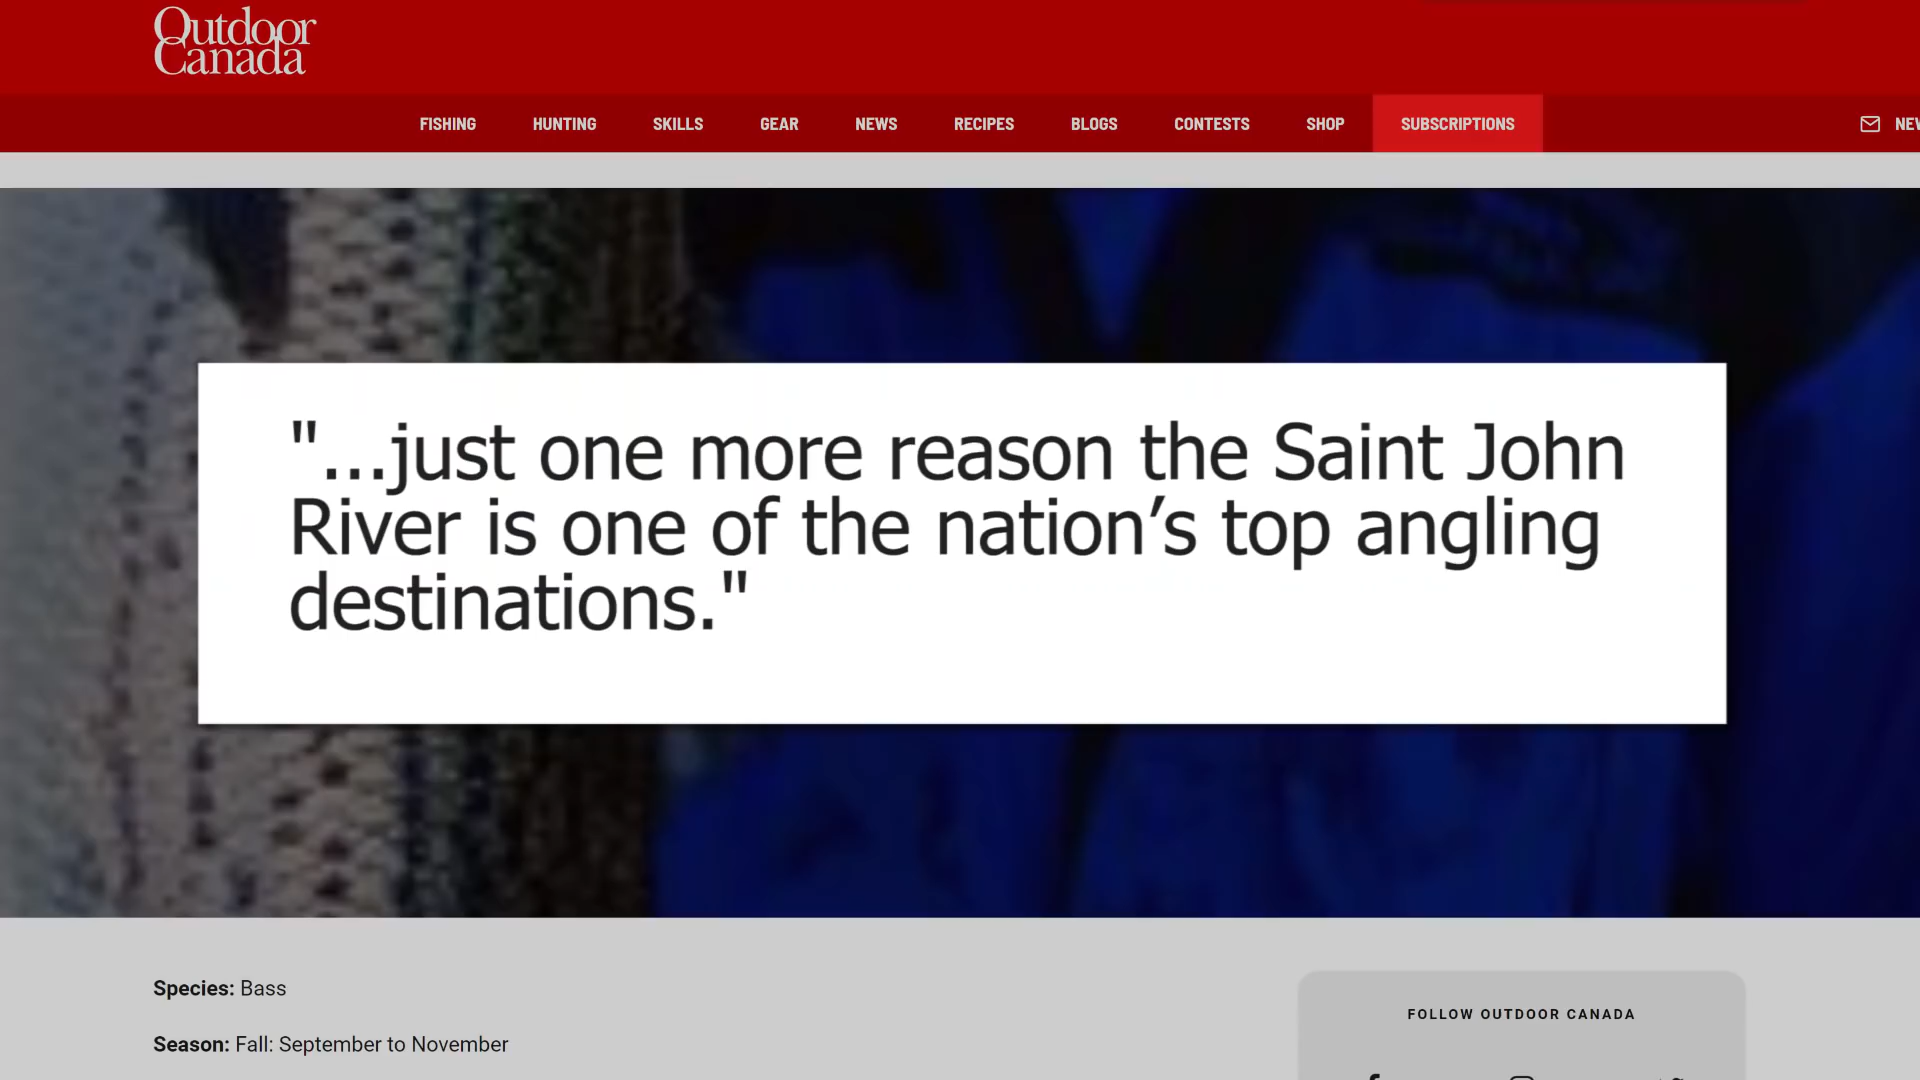 Outdoor
Canada
FISHING HUNTING SKILLS GEAR NEWS RECIPES BLOGS CONTESTS SHOP SUBSCRIPTIONS
"...just one more reason the Saint John
River is one of the nation’s top angling
destinations."
Species: Bass
FOLLOW OUTDOOR CANADA
Season: Fall: September to November